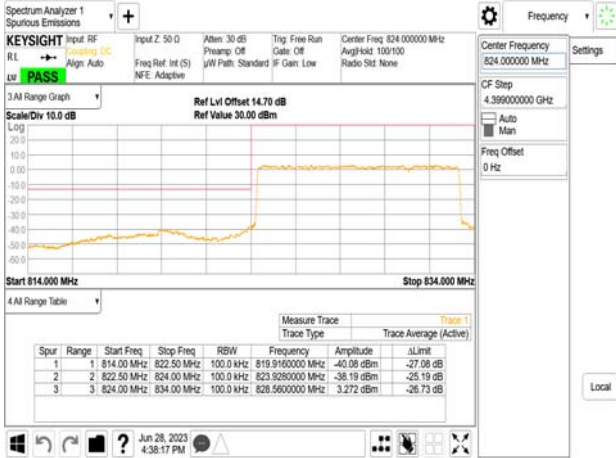 Spectrum Analyzer 1
Spurious Emissions
Frequency
KEYSIGHT
Input: RF
Coupling: DC
Align: Auto
Input Z: 50 Ω
Freq Ref: Int (S)
NFE: Adaptive
Atten: 30 dB
Preamp: Off
µW Path: Standard
Trig: Free Run
Gate: Off
IF Gain: Low
Center Freq: 824.000000 MHz
Avg|Hold: 100/100
Radio Std: None
RL
LV PASS
3 All Range Graph
Scale/Div 10.0 dB
Ref Lvl Offset 14.70 dB
Ref Value 30.00 dBm
Log
20.0
10.0
0.00
-10.0
-20.0
-30.0
-40.0
-50.0
-60.0
Start 814.000 MHz
Stop 834.000 MHz
4 All Range Table
Measure Trace Trace 1
Trace Type Trace Average (Active)
Spur Range Start Freq Stop Freq RBW Frequency Amplitude ΔLimit
1 1 814.00 MHz 822.50 MHz 100.0 kHz 819.9160000 MHz -40.08 dBm -27.08 dB
2 2 822.50 MHz 824.00 MHz 100.0 kHz 823.9280000 MHz -38.19 dBm -25.19 dB
3 3 824.00 MHz 834.00 MHz 100.0 kHz 828.5600000 MHz 3.272 dBm -26.73 dB
Jun 28, 2023
4:38:17 PM
Center Frequency
824.000000 MHz
Settings
CF Step
4.399000000 GHz
Auto
Man
Freq Offset
0 Hz
Local